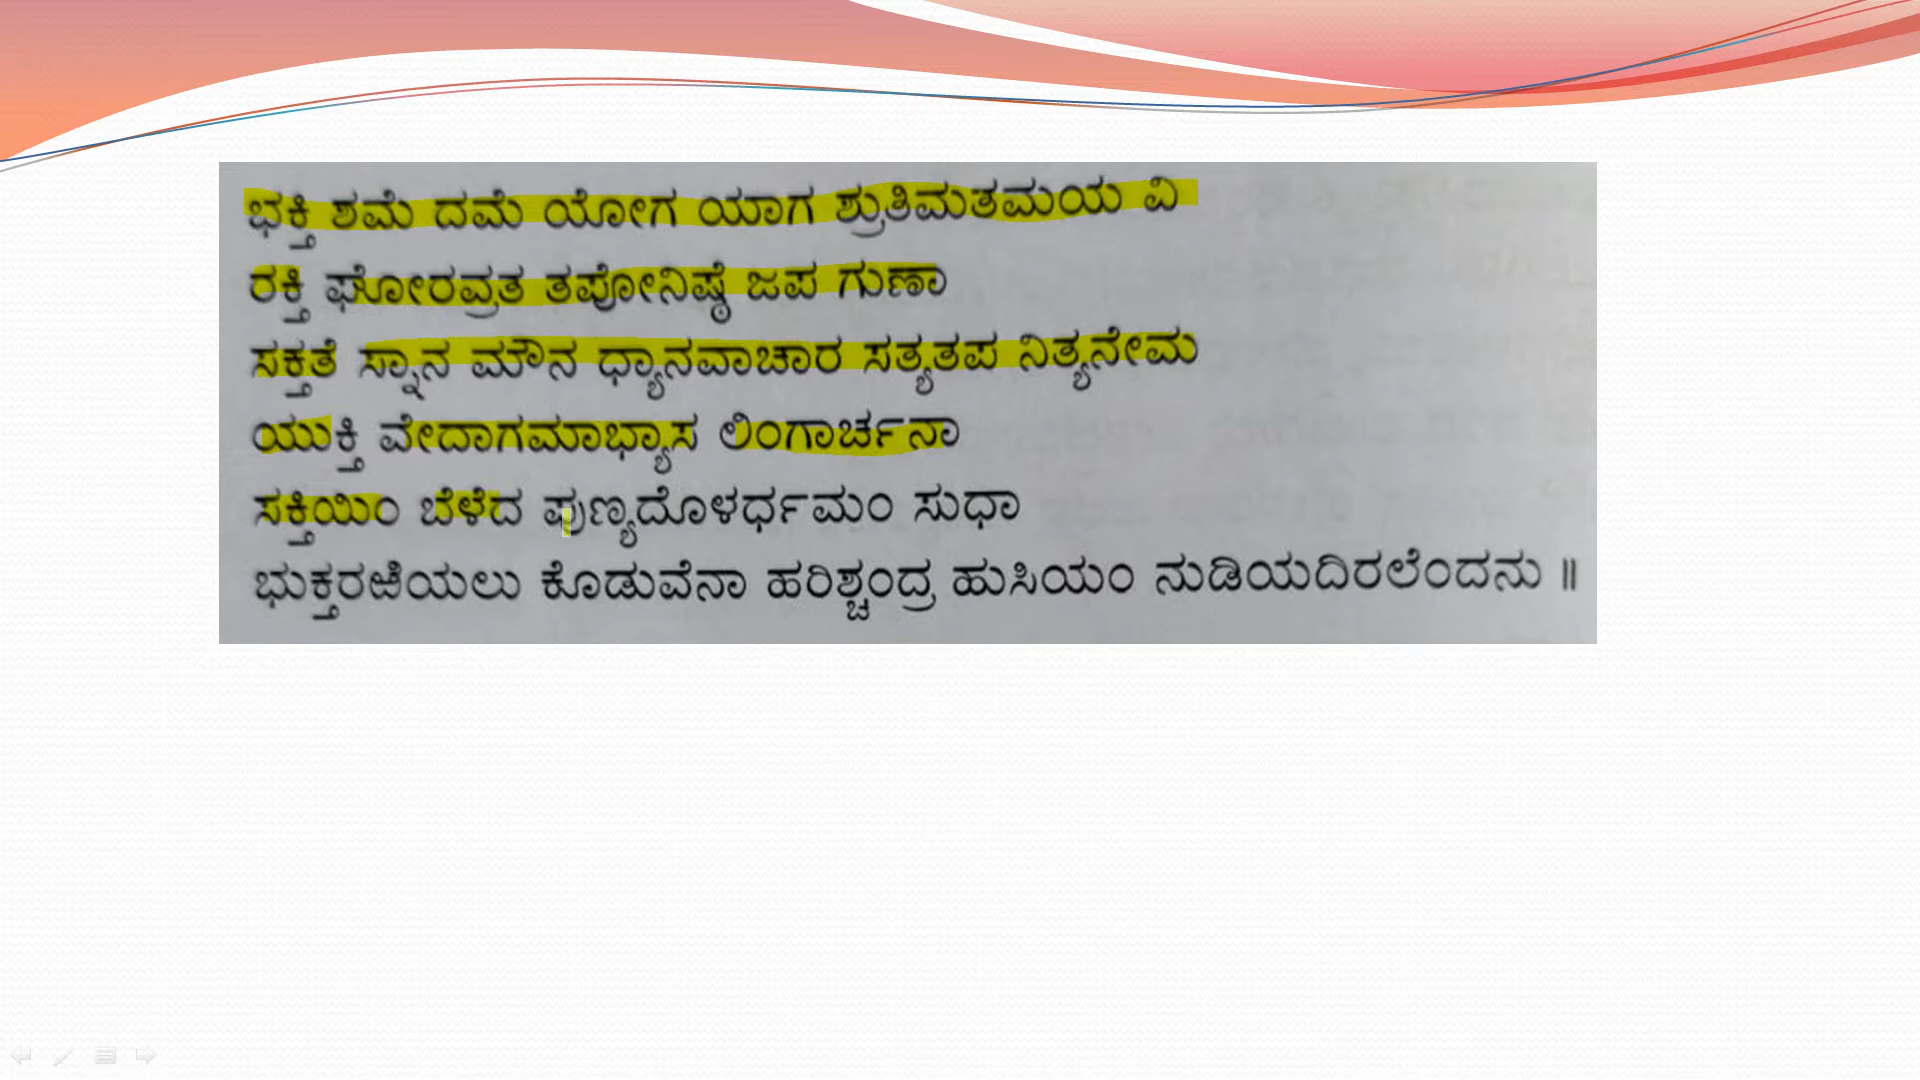 ಭಕ್ತಿ ಶಮೆ ದಮೆ ಯೋಗ ಯಾಗ ಶ್ರುತಿಮತಮಯ ವಿ
ರಕ್ತಿ ಘೋರವ್ರತ ತಪೋನಿಷ್ಠೆ ಜಪ ಗುಣಾ
ಸಕ್ತತೆ ಸ್ನಾನ ಮೌನ ಧ್ಯಾನವಾಚಾರ ಸತ್ಯತಪ ನಿತ್ಯನೇಮ
ಯುಕ್ತಿ ವೇದಾಗಮಾಭ್ಯಾಸ ಲಿಂಗಾರ್ಚನಾ
ಸಕ್ತಿಯಿಂ ಬೆಳೆದ ಪುಣ್ಯದೊಳರ್ಧಮಂ ಸುಧಾ
ಭುಕ್ತರಱಿಯಲು ಕೊಡುವೆನಾ ಹರಿಶ್ಚಂದ್ರ ಹುಸಿಯಂ ನುಡಿಯದಿರಲೆಂದನು ॥